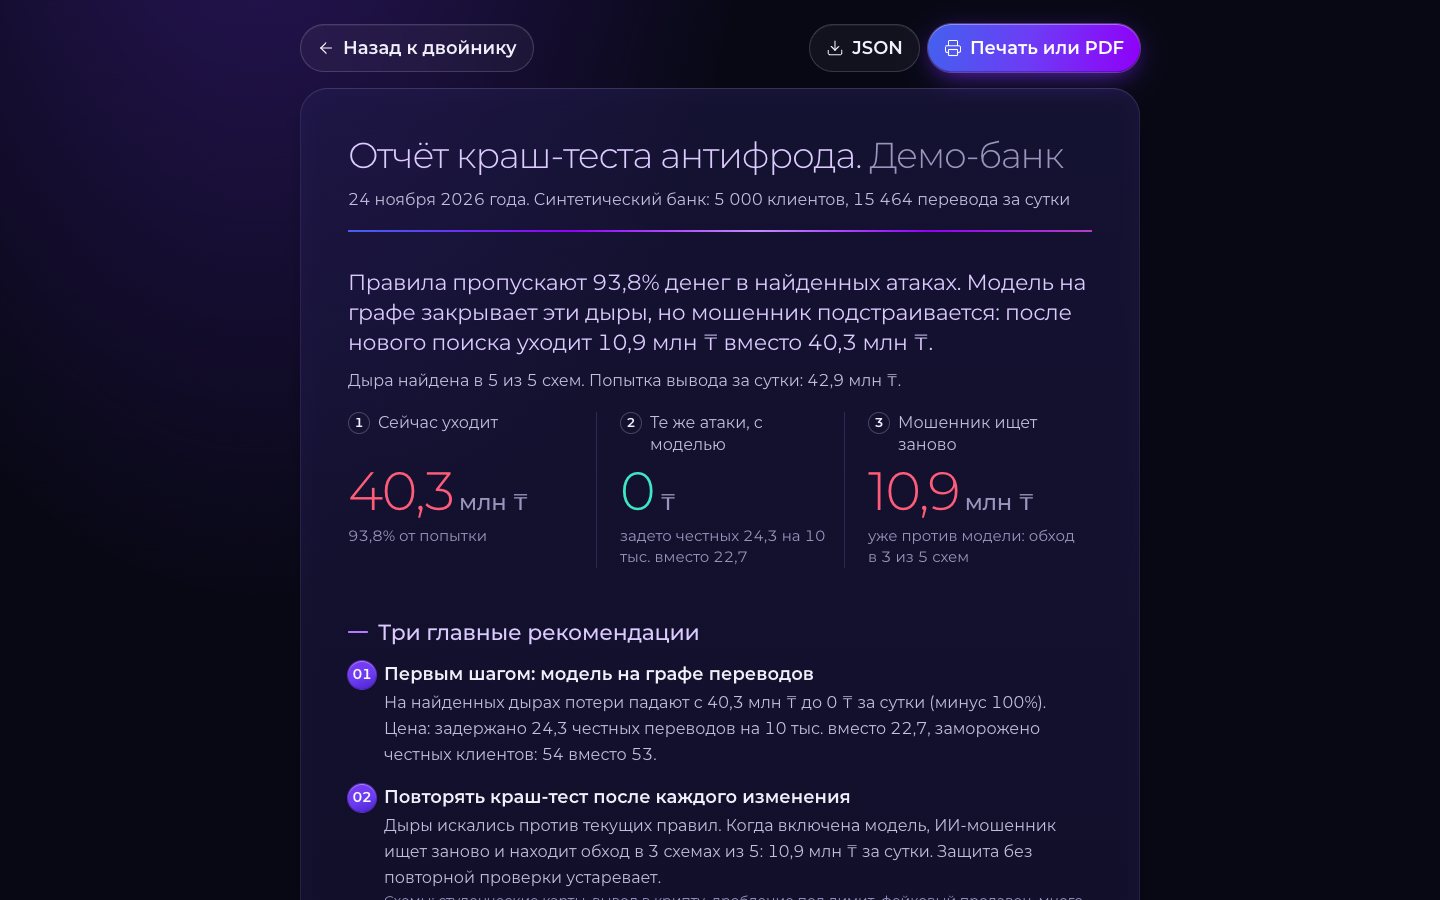 Назад к двойнику
JSON
Печать или PDF
Отчёт краш-теста антифрода. Демо-банк
24 ноября 2026 года. Синтетический банк: 5 000 клиентов, 15 464 перевода за сутки
Правила пропускают 93,8% денег в найденных атаках. Модель на
графе закрывает эти дыры, но мошенник подстраивается: после
нового поиска уходит 10,9 млн ₸ вместо 40,3 млн ₸.
Дыра найдена в 5 из 5 схем. Попытка вывода за сутки: 42,9 млн ₸.
1 Сейчас уходит
40,3 млн ₸
93,8% от попытки
2 Те же атаки, с
моделью
0 ₸
задето честных 24,3 на 10
тыс. вместо 22,7
3 Мошенник ищет
заново
10,9 млн ₸
уже против модели: обход
в 3 из 5 схем
Три главные рекомендации
01 Первым шагом: модель на графе переводов
На найденных дырах потери падают с 40,3 млн ₸ до 0 ₸ за сутки (минус 100%).
Цена: задержано 24,3 честных переводов на 10 тыс. вместо 22,7, заморожено
честных клиентов: 54 вместо 53.
02 Повторять краш-тест после каждого изменения
Дыры искались против текущих правил. Когда включена модель, ИИ-мошенник
ищет заново и находит обход в 3 схемах из 5: 10,9 млн ₸ за сутки. Защита без
повторной проверки устаревает.